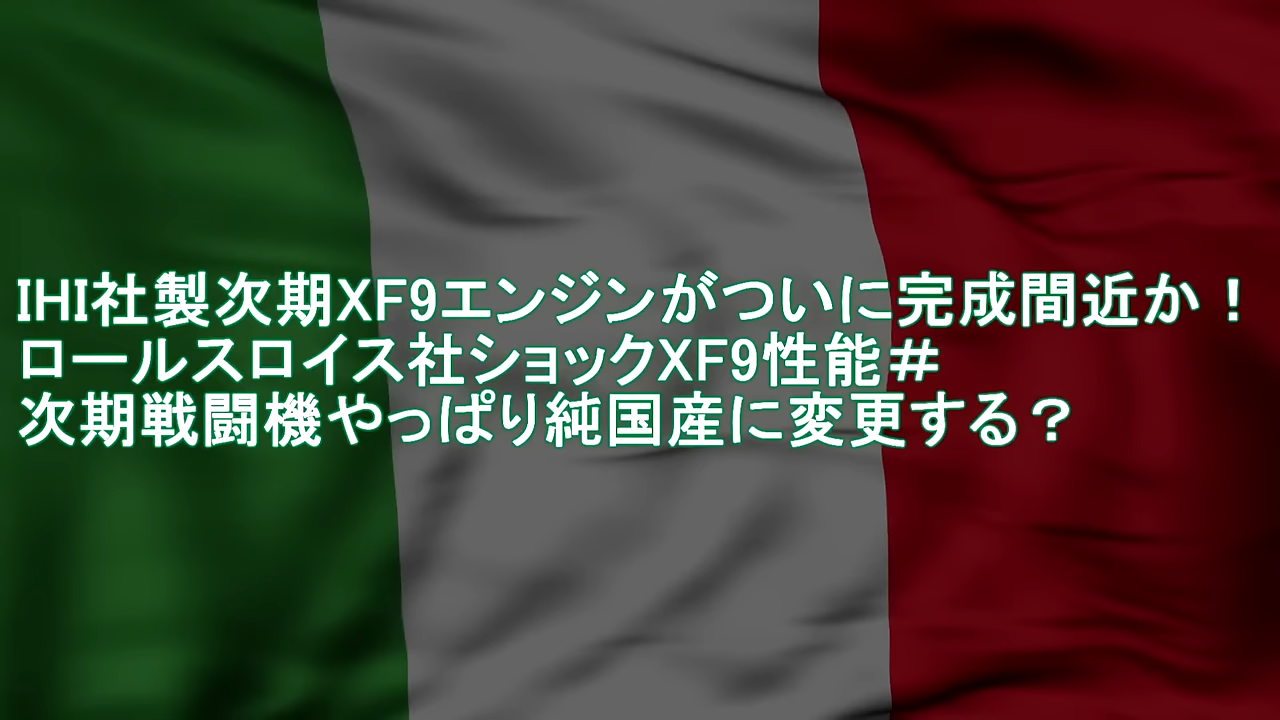 IHI社製次期XF9エンジンがついに完成間近か！
ロールスロイス社ショックXF9性能＃
次期戦闘機やっぱり純国産に変更する？